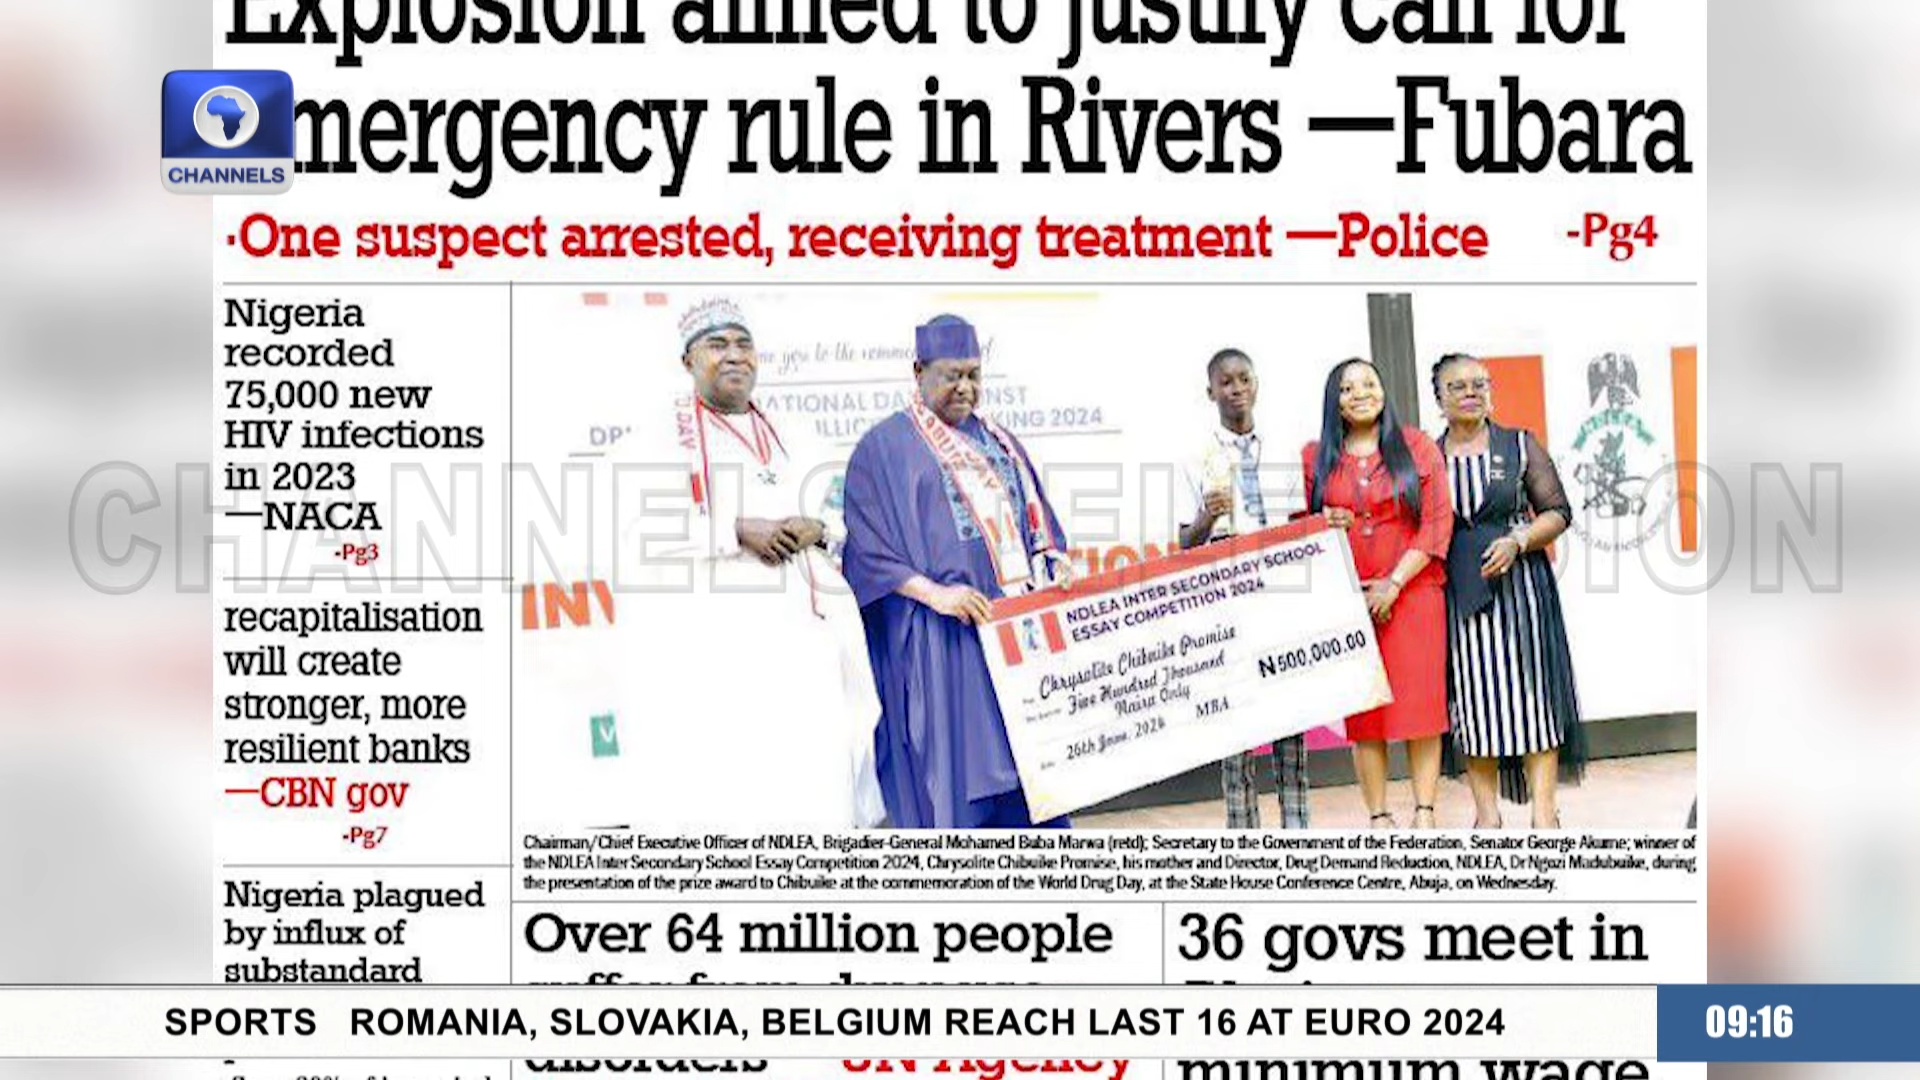 Explosion aimed to justify call for
mergency rule in Rivers —Fubara
CHANNELS
·One suspect arrested, receiving treatment —Police -Pg4
Nigeria
recorded
75,000 new
HIV infections
in 2023
—NACA
-Pg3
recapitalisation
will create
stronger, more
resilient banks
—CBN gov
-Pg7
Nigeria plagued
by influx of
substandard
ILLIC KING 2024
NDLEA INTER SECONDARY SCHOOL
ESSAY COMPETITION 2024
Chrysolite Chibuike Promise
Five Hundred Thousand
Naira Only
₦500,000.00
26th June, 2024 MBA
CHANNELS TELEVISION
Chairman/Chief Executive Officer of NDLEA, Brigadier-General Mohamed Buba Marwa (retd); Secretary to the Government of the Federation, Senator George Akume; winner of
the NDLEA Inter Secondary School Essay Competition 2024, Chrysolite Chibuike Promise, his mother and Director, Drug Demand Reduction, NDLEA, Dr Ngozi Madubuike, during
the presentation of the prize award to Chibuike at the commemoration of the World Drug Day, at the State House Conference Centre, Abuja, on Wednesday.
Over 64 million people
36 govs meet in
SPORTS ROMANIA, SLOVAKIA, BELGIUM REACH LAST 16 AT EURO 2024
09:16
disorders UN Agency
minimum wage